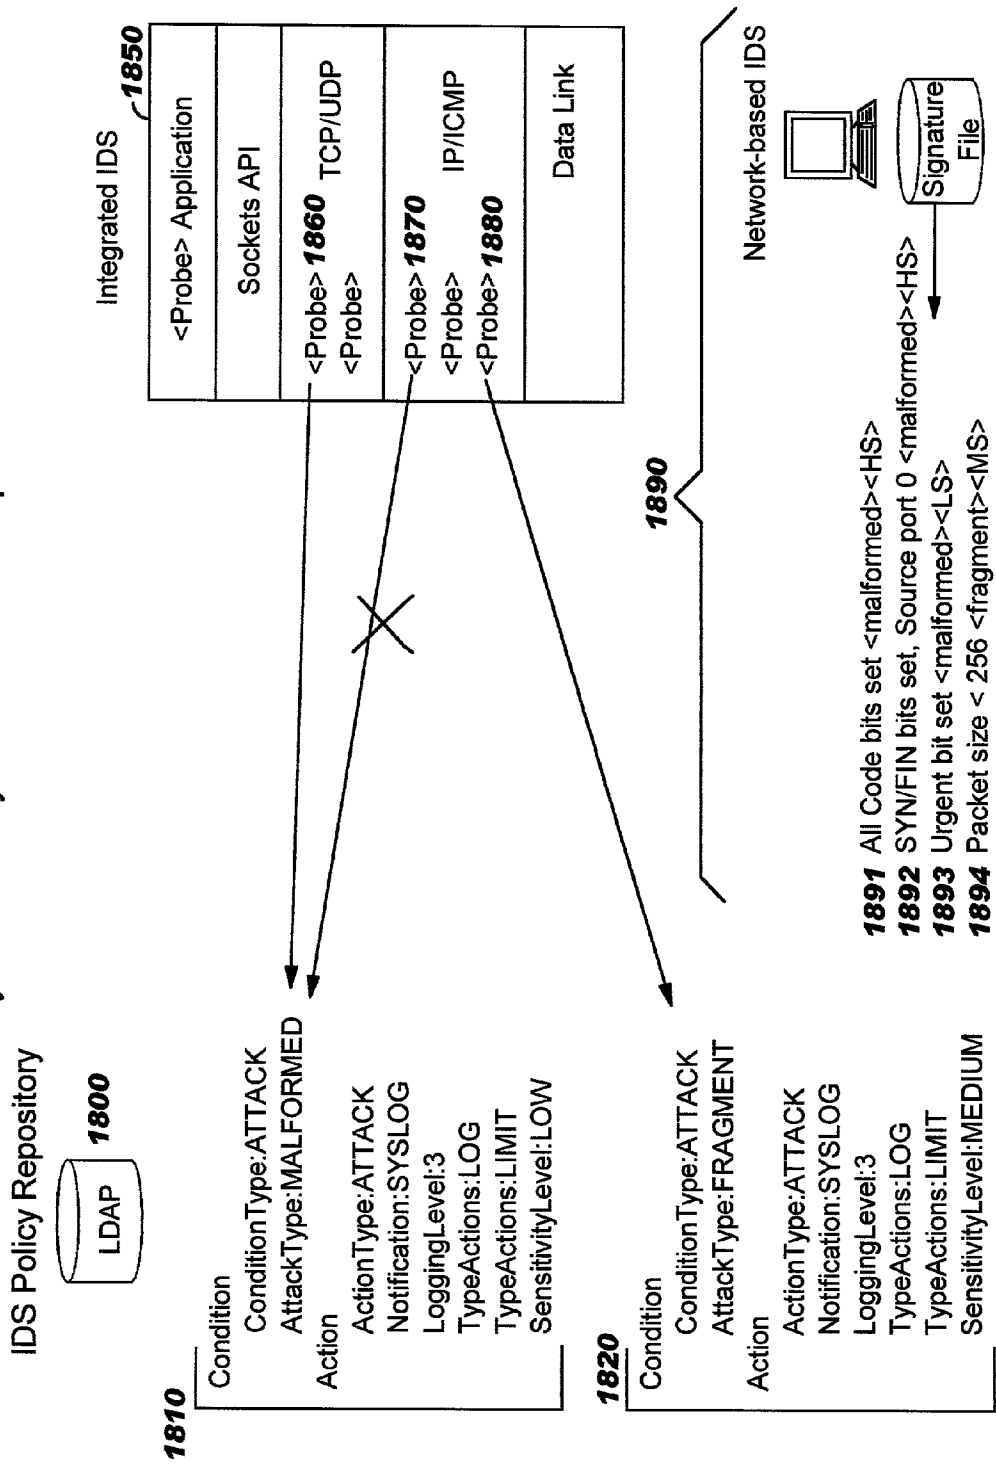 IDS Policy Repository
LDAP
1800
1810
Condition
ConditionType:ATTACK
AttackType:MALFORMED
Action
ActionType:ATTACK
Notification:SYSLOG
LoggingLevel:3
TypeActions:LOG
TypeActions:LIMIT
SensitivityLevel:LOW
1820
Condition
ConditionType:ATTACK
AttackType:FRAGMENT
Action
ActionType:ATTACK
Notification:SYSLOG
LoggingLevel:3
TypeActions:LOG
TypeActions:LIMIT
SensitivityLevel:MEDIUM
Integrated IDS
1850
<Probe> Application
Sockets API
<Probe> 1860 TCP/UDP
<Probe>
<Probe> 1870 IP/ICMP
<Probe>
<Probe> 1880
Data Link
1890
Network-based IDS
Signature
File
1891 All Code bits set <malformed><HS>
1892 SYN/FIN bits set, Source port 0 <malformed><HS>
1893 Urgent bit set <malformed><LS>
1894 Packet size < 256 <fragment><MS>